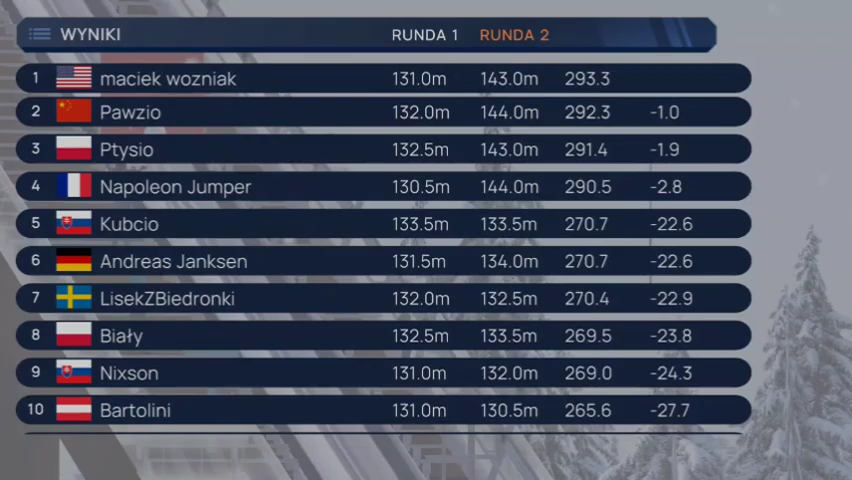 WYNIKI RUNDA 1 RUNDA 2
1 maciek wozniak 131.0m 143.0m 293.3
2 Pawzio 132.0m 144.0m 292.3 -1.0
3 Ptysio 132.5m 143.0m 291.4 -1.9
4 Napoleon Jumper 130.5m 144.0m 290.5 -2.8
5 Kubcio 133.5m 133.5m 270.7 -22.6
6 Andreas Janksen 131.5m 134.0m 270.7 -22.6
7 LisekZBiedronki 132.0m 132.5m 270.4 -22.9
8 Biały 132.5m 133.5m 269.5 -23.8
9 Nixson 131.0m 132.0m 269.0 -24.3
10 Bartolini 131.0m 130.5m 265.6 -27.7